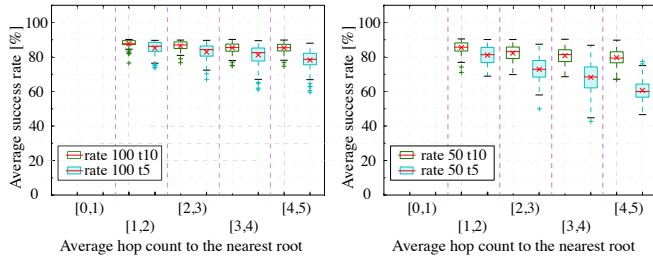 Average success rate [%]
100
80
60
40
20
0
rate 100 t10
rate 100 t5
[0,1)
[2,3)
[4,5)
[1,2)
[3,4)
Average hop count to the nearest root
Average success rate [%]
100
80
60
40
20
0
rate 50 t10
rate 50 t5
[0,1)
[2,3)
[4,5)
[1,2)
[3,4)
Average hop count to the nearest root